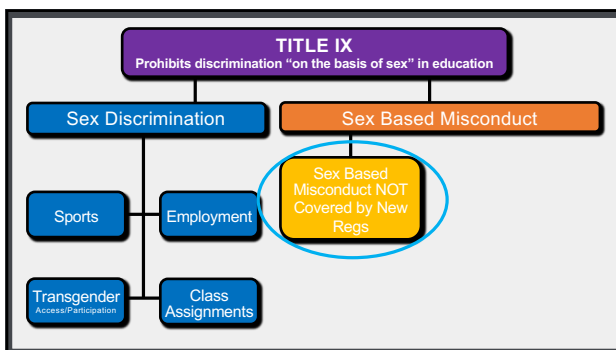 TITLE IX
Prohibits discrimination “on the basis of sex” in education
Sex Discrimination
Sex Based Misconduct
Sex Based
Misconduct NOT
Covered by New
Regs
Sports
Employment
Transgender
Access/Participation
Class
Assignments